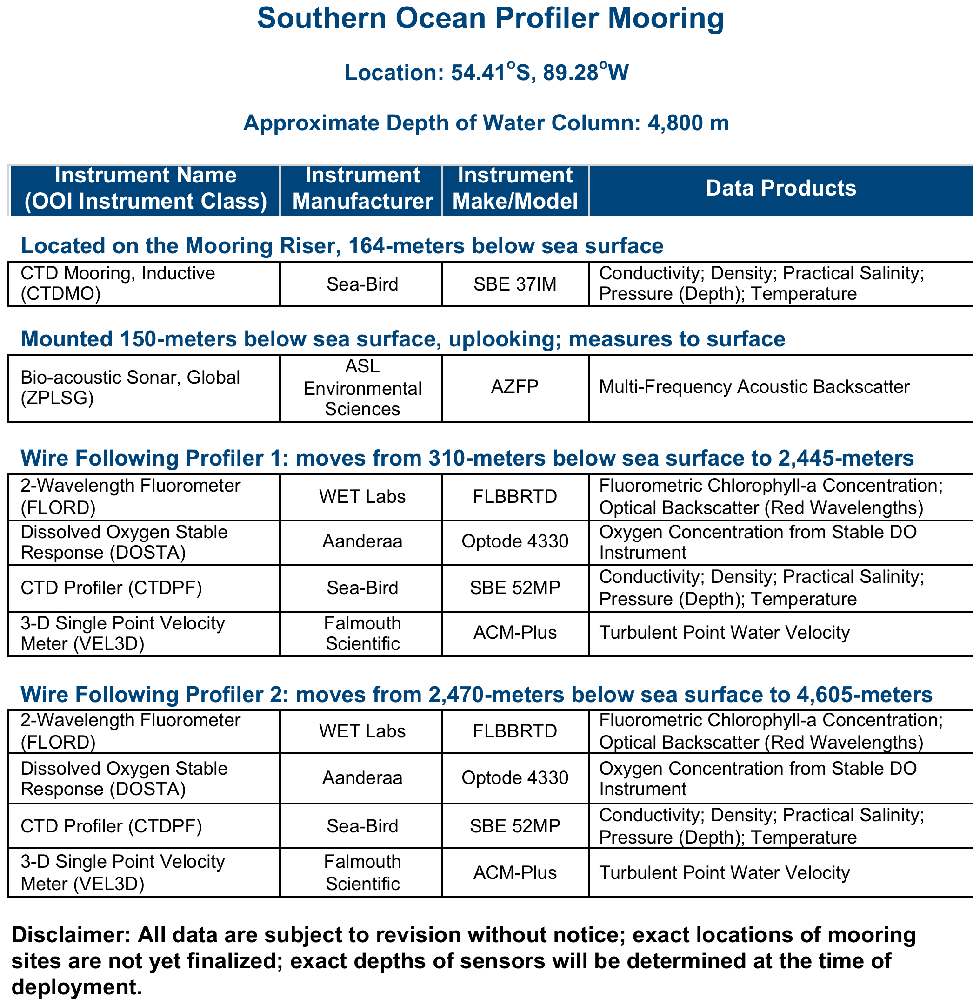 Southern Ocean Profiler Mooring
Location: 54.41°S, 89.28°W
Approximate Depth of Water Column: 4,800 m
Instrument Name
(OOI Instrument Class)
Instrument
Manufacturer
Instrument
Make/Model
Data Products
Located on the Mooring Riser, 164-meters below sea surface
CTD Mooring, Inductive
(CTDMO)
Sea-Bird
SBE 37IM
Conductivity; Density; Practical Salinity;
Pressure (Depth); Temperature
Mounted 150-meters below sea surface, uplooking; measures to surface
Bio-acoustic Sonar, Global
(ZPLSG)
ASL
Environmental
Sciences
AZFP
Multi-Frequency Acoustic Backscatter
Wire Following Profiler 1: moves from 310-meters below sea surface to 2,445-meters
2-Wavelength Fluorometer
(FLORD)
WET Labs
FLBBRTD
Fluorometric Chlorophyll-a Concentration;
Optical Backscatter (Red Wavelengths)
Dissolved Oxygen Stable
Response (DOSTA)
Aanderaa
Optode 4330
Oxygen Concentration from Stable DO
Instrument
CTD Profiler (CTDPF)
Sea-Bird
SBE 52MP
Conductivity; Density; Practical Salinity;
Pressure (Depth); Temperature
3-D Single Point Velocity
Meter (VEL3D)
Falmouth
Scientific
ACM-Plus
Turbulent Point Water Velocity
Wire Following Profiler 2: moves from 2,470-meters below sea surface to 4,605-meters
2-Wavelength Fluorometer
(FLORD)
WET Labs
FLBBRTD
Fluorometric Chlorophyll-a Concentration;
Optical Backscatter (Red Wavelengths)
Dissolved Oxygen Stable
Response (DOSTA)
Aanderaa
Optode 4330
Oxygen Concentration from Stable DO
Instrument
CTD Profiler (CTDPF)
Sea-Bird
SBE 52MP
Conductivity; Density; Practical Salinity;
Pressure (Depth); Temperature
3-D Single Point Velocity
Meter (VEL3D)
Falmouth
Scientific
ACM-Plus
Turbulent Point Water Velocity
Disclaimer: All data are subject to revision without notice; exact locations of mooring
sites are not yet finalized; exact depths of sensors will be determined at the time of
deployment.